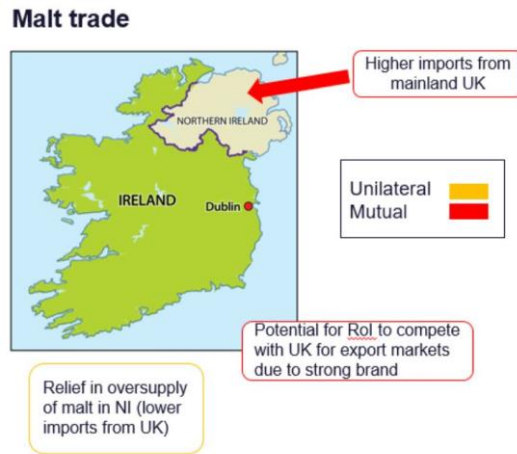 Malt trade
Higher imports from
mainland UK
NORTHERN IRELAND
IRELAND
Dublin
Unilateral
Mutual
Potential for RoI to compete
with UK for export markets
due to strong brand
Relief in oversupply
of malt in NI (lower
imports from UK)